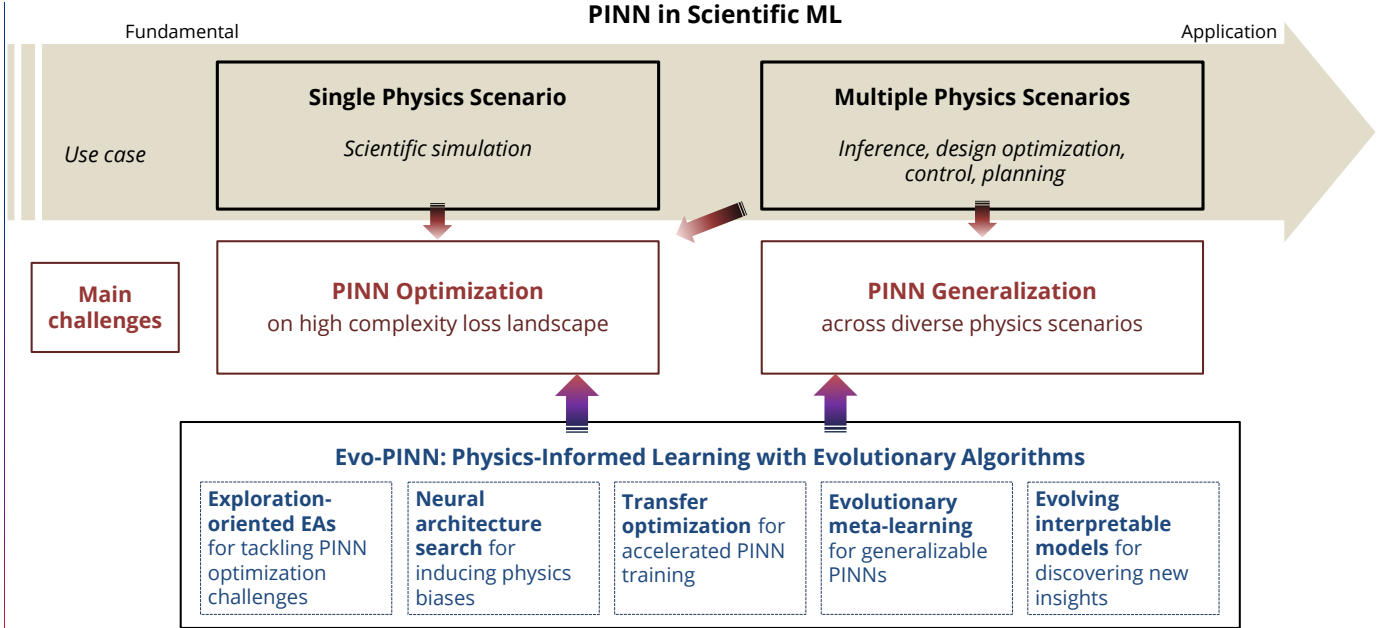 PINN in Scientific ML
Fundamental
Application
Single Physics Scenario
Multiple Physics Scenarios
Use case
Scientific simulation
Inference, design optimization,
control, planning
Main
challenges
PINN Optimization
on high complexity loss landscape
PINN Generalization
across diverse physics scenarios
Evo-PINN: Physics-Informed Learning with Evolutionary Algorithms
Exploration-
oriented EAs
for tackling PINN
optimization
challenges
Neural
architecture
search for
inducing physics
biases
Transfer
optimization for
accelerated PINN
training
Evolutionary
meta-learning
for generalizable
PINNs
Evolving
interpretable
models for
discovering new
insights